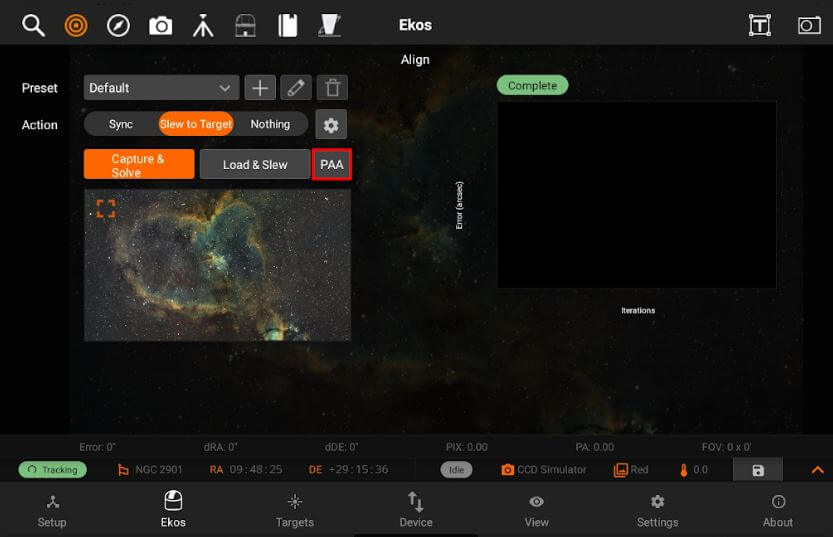 Ekos
Align
Preset
Default
Complete
Action
Sync
Slew to Target
Nothing
Capture &
Solve
Load & Slew
PAA
Error (arcsec)
Iterations
Error: 0"
dRA: 0"
dDE: 0"
PIX: 0.00
PA: 0.00
FOV: 0 x 0'
Tracking
NGC 2901
RA 09:48:25
DE +29:15:36
Idle
CCD Simulator
Red
0.0
Setup
Ekos
Targets
Device
View
Settings
About